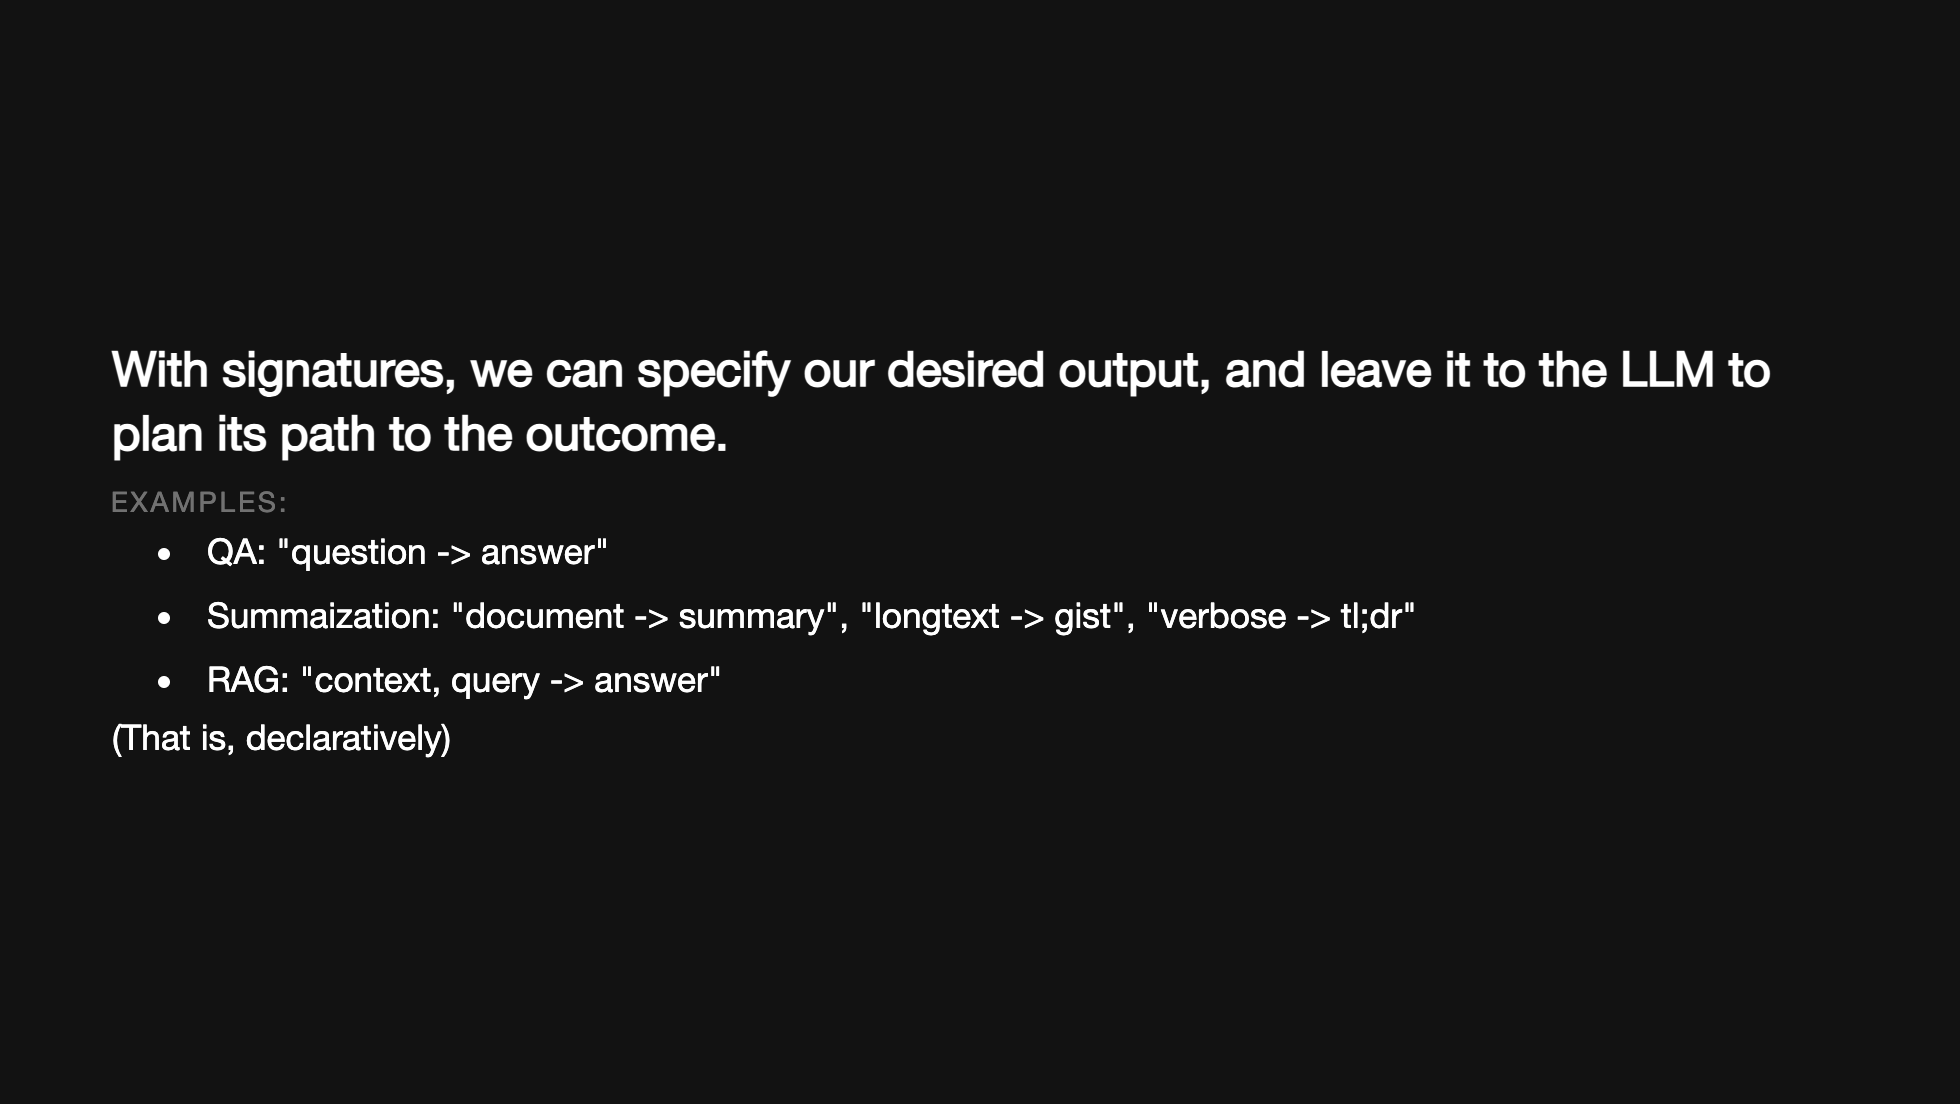 With signatures, we can specify our desired output, and leave it to the LLM to
plan its path to the outcome.
EXAMPLES:
• QA: "question -> answer"
• Summaization: "document -> summary", "longtext -> gist", "verbose -> tl;dr"
• RAG: "context, query -> answer"
(That is, declaratively)